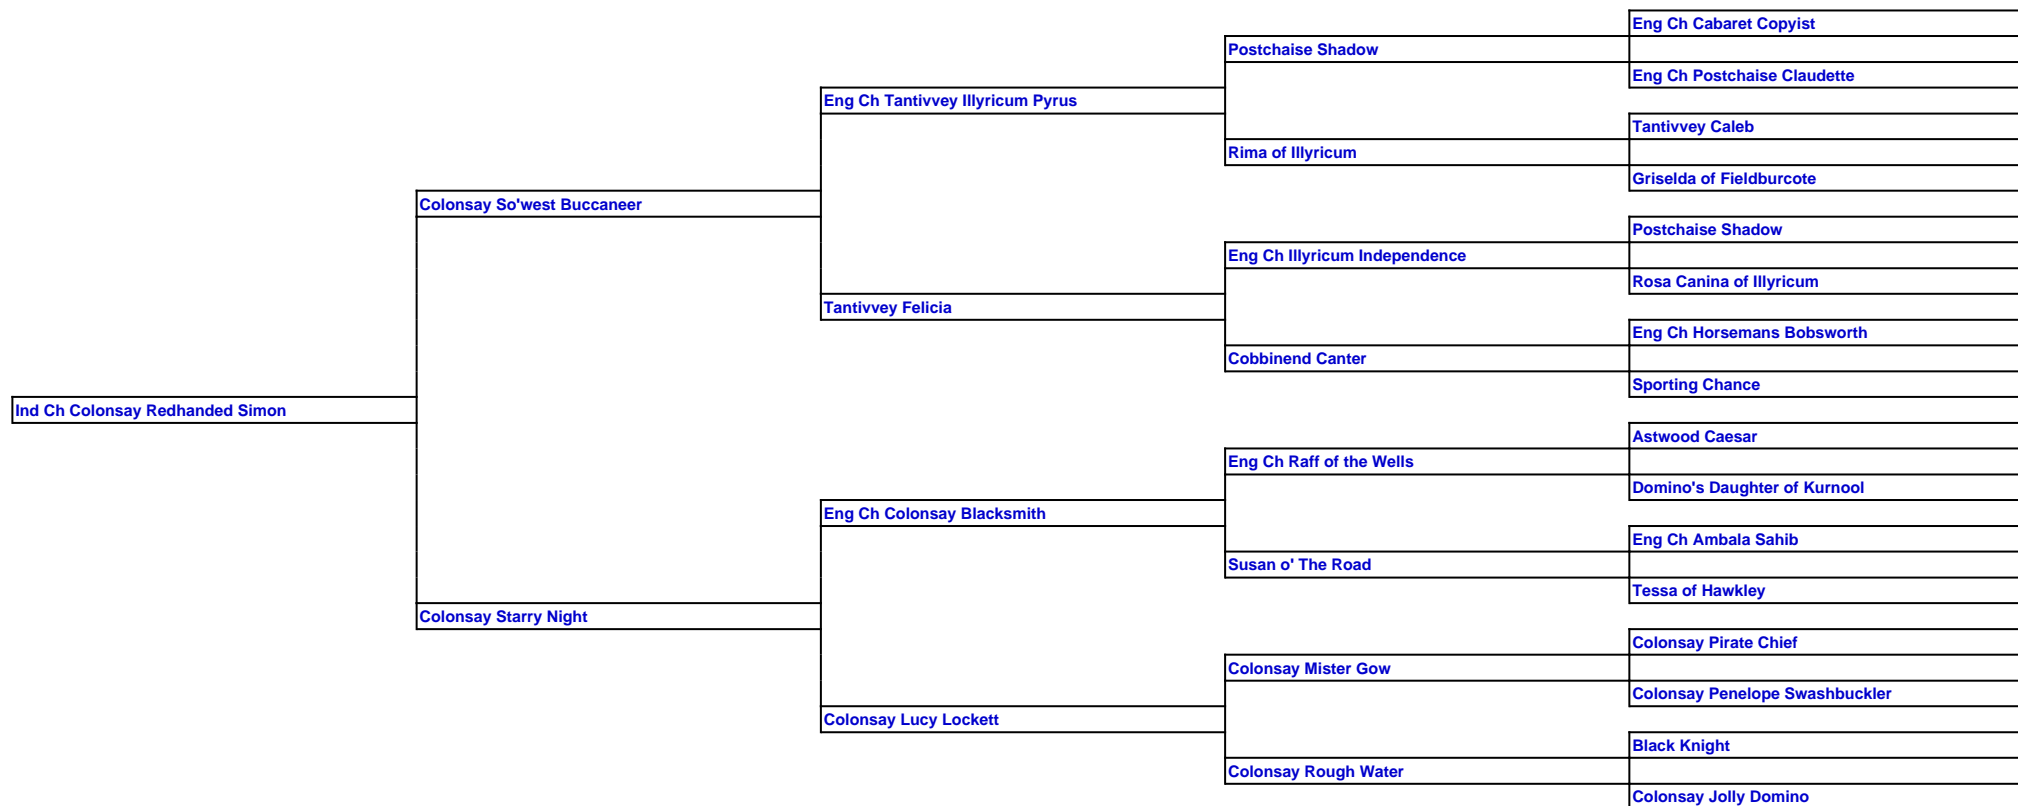 Eng Ch Cabaret Copyist
Postchaise Shadow
Eng Ch Postchaise Claudette
Eng Ch Tantivvey Illyricum Pyrus
Tantivvey Caleb
Rima of Illyricum
Griselda of Fieldburcote
Colonsay So'west Buccaneer
Postchaise Shadow
Eng Ch Illyricum Independence
Rosa Canina of Illyricum
Tantivvey Felicia
Eng Ch Horsemans Bobsworth
Cobbinend Canter
Sporting Chance
Ind Ch Colonsay Redhanded Simon
Astwood Caesar
Eng Ch Raff of the Wells
Domino's Daughter of Kurnool
Eng Ch Colonsay Blacksmith
Eng Ch Ambala Sahib
Susan o' The Road
Tessa of Hawkley
Colonsay Starry Night
Colonsay Pirate Chief
Colonsay Mister Gow
Colonsay Penelope Swashbuckler
Colonsay Lucy Lockett
Black Knight
Colonsay Rough Water
Colonsay Jolly Domino